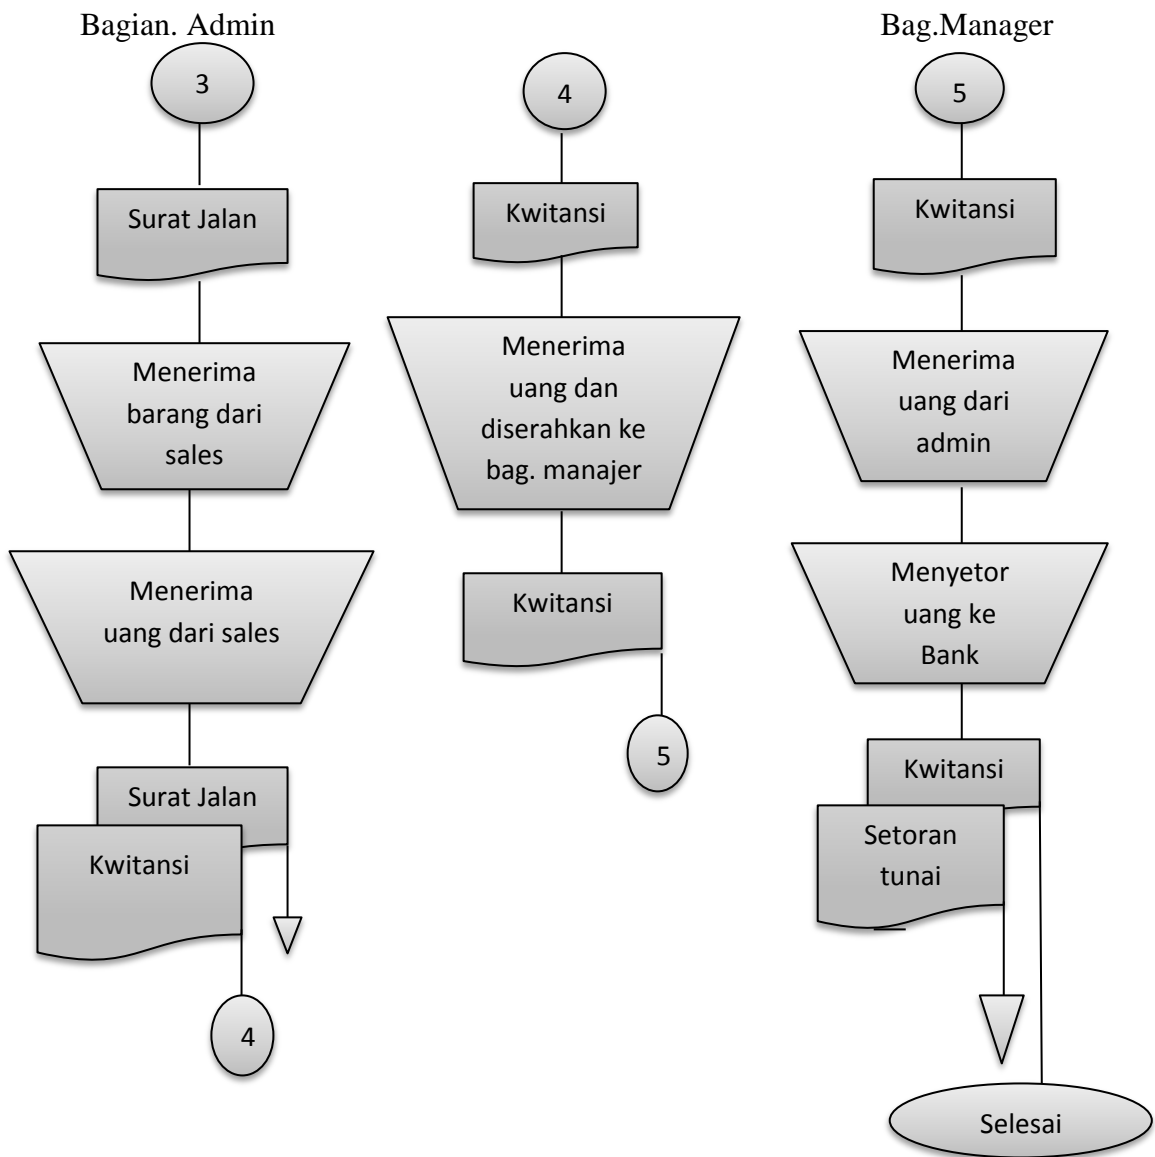 Bagian. Admin
3
Surat Jalan
Menerima
barang dari
sales
Menerima
uang dari sales
Surat Jalan
Kwitansi
4
4
Kwitansi
Menerima
uang dan
diserahkan ke
bag. manajer
Kwitansi
5
Bag.Manager
5
Kwitansi
Menerima
uang dari
admin
Menyetor
uang ke
Bank
Kwitansi
Setoran
tunai
Selesai